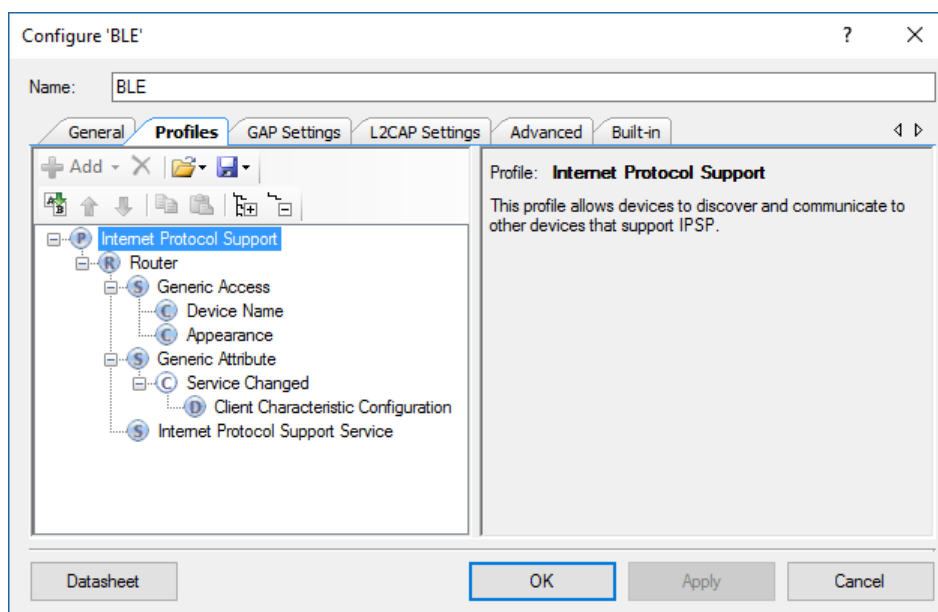 Configure 'BLE'
?
Name: BLE
General Profiles GAP Settings L2CAP Settings Advanced Built-in
Add
Profile: Internet Protocol Support
This profile allows devices to discover and communicate to
other devices that support IPSP.
P Internet Protocol Support
R Router
S Generic Access
C Device Name
C Appearance
S Generic Attribute
C Service Changed
D Client Characteristic Configuration
S Internet Protocol Support Service
Datasheet OK Apply Cancel